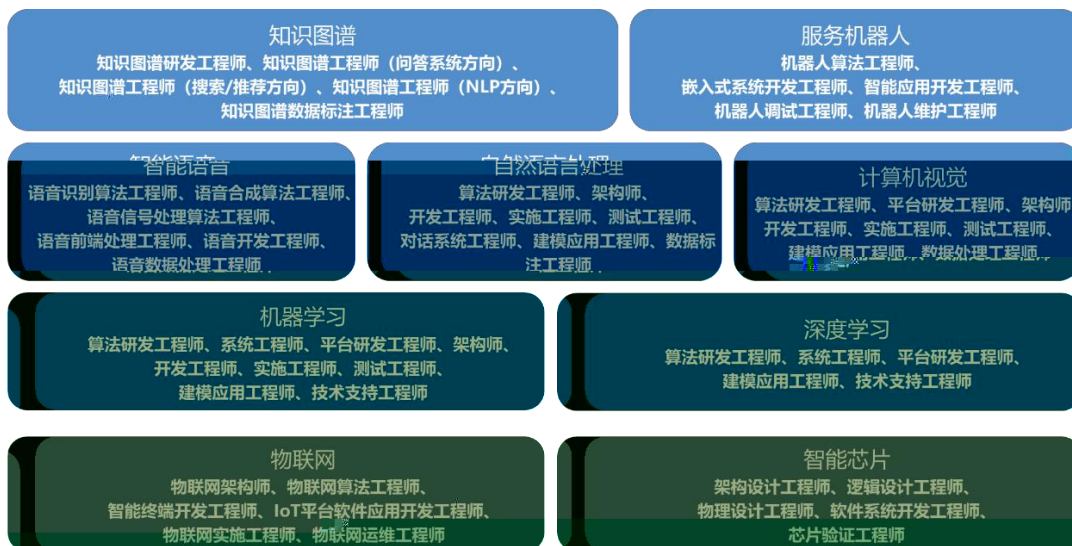 知识图谱
知识图谱研发工程师、知识图谱工程师（问答系统方向）、
知识图谱工程师（搜索/推荐方向）、知识图谱工程师（NLP方向）、
知识图谱数据标注工程师
服务机器人
机器人算法工程师、
嵌入式系统开发工程师、智能应用开发工程师、
机器人调试工程师、机器人维护工程师
智能语音
语音识别算法工程师、语音合成算法工程师、
语音信号处理算法工程师、
语音前端处理工程师、语音开发工程师、
语音数据处理工程师
自然语言处理
算法研发工程师、架构师、
开发工程师、实施工程师、测试工程师、
对话系统工程师、建模应用工程师、数据标
注工程师
计算机视觉
算法研发工程师、平台研发工程师、架构师
开发工程师、实施工程师、测试工程师、
建模应用工程师、数据处理工程师
机器学习
算法研发工程师、系统工程师、平台研发工程师、架构师、
开发工程师、实施工程师、测试工程师、
建模应用工程师、技术支持工程师
深度学习
算法研发工程师、系统工程师、平台研发工程师、
建模应用工程师、技术支持工程师
物联网
物联网架构师、物联网算法工程师、
智能终端开发工程师、IoT平台软件应用开发工程师、
物联网实施工程师、物联网运维工程师
智能芯片
架构设计工程师、逻辑设计工程师、
物理设计工程师、软件系统开发工程师、
芯片验证工程师